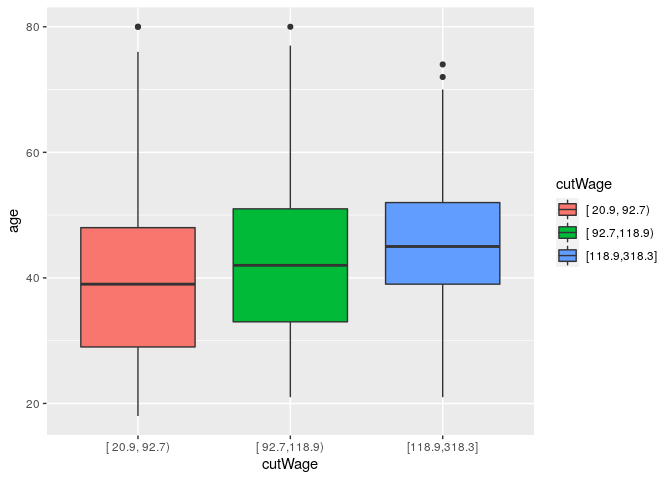 80
60
40
20
age
[ 20.9, 92.7)
[ 92.7,118.9)
[118.9,318.3]
cutWage
cutWage
[ 20.9, 92.7)
[ 92.7,118.9)
[118.9,318.3]